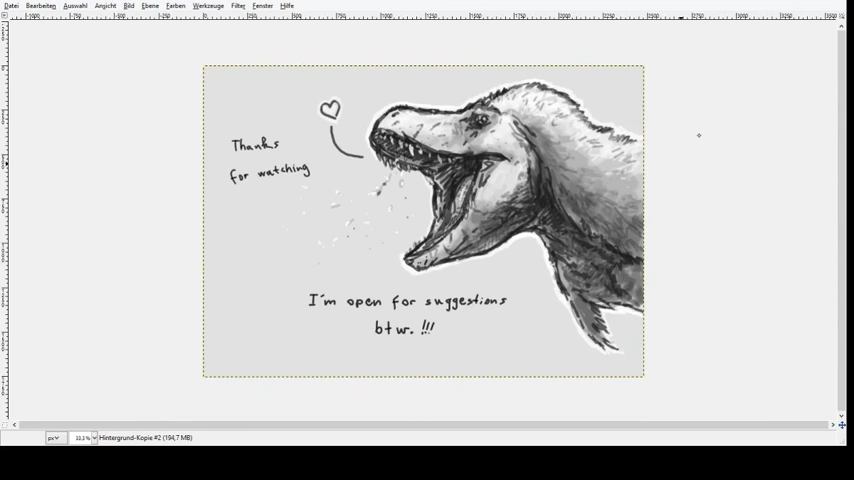 Datei Bearbeiten Auswahl Ansicht Bild Ebene Farben Werkzeuge Filter Fenster Hilfe
Thanks
for watching
I'm open for suggestions
btw. !!!
px 33,3 % Hintergrund-Kopie #2 (194,7 MB)